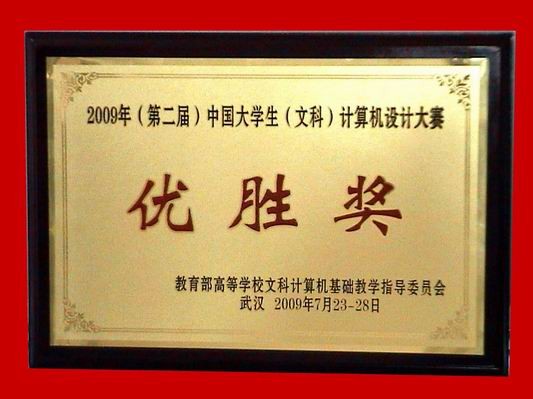 2009年（第二届）中国大学生（文科）计算机设计大赛
优胜奖
教育部高等学校文科计算机基础教学指导委员会
武汉 2009年7月23-28日